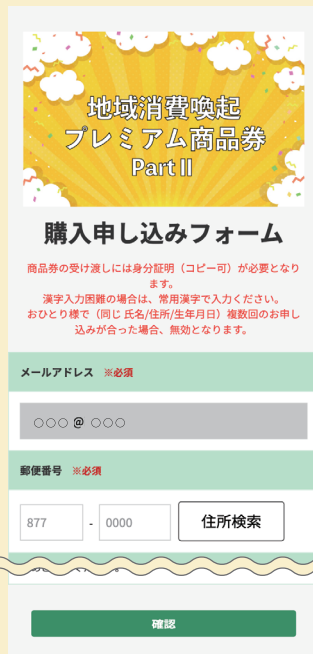 地域消費喚起
プレミアム商品券
Part II
購入申し込みフォーム
商品券の受け渡しには身分証明（コピー可）が必要となり
ます。
漢字入力困難の場合は、常用漢字で入力ください。
おひとり様で（同じ 氏名/住所/生年月日）複数回のお申し
込みが合った場合、無効となります。
メールアドレス ※必須
○○○ @ ○○○
郵便番号 ※必須
877 - 0000 住所検索
確認